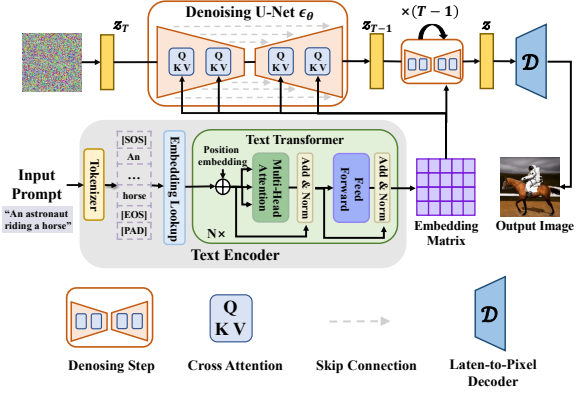 Denoising U-Net ϵθ
×(T − 1)
zT
zT−1
z
Q
K V
Q
K V
Q
K V
Q
K V
D
Input
Prompt
“An astronaut
riding a horse”
Tokenizer
[SOS]
An
...
horse
[EOS]
[PAD]
Embedding Lookup
Text Transformer
Position
embedding
Multi-Head
Attention
Add & Norm
Feed
Forward
Add & Norm
N×
Text Encoder
Embedding
Matrix
Output Image
Q
K V
D
Denosing Step
Cross Attention
Skip Connection
Laten-to-Pixel
Decoder